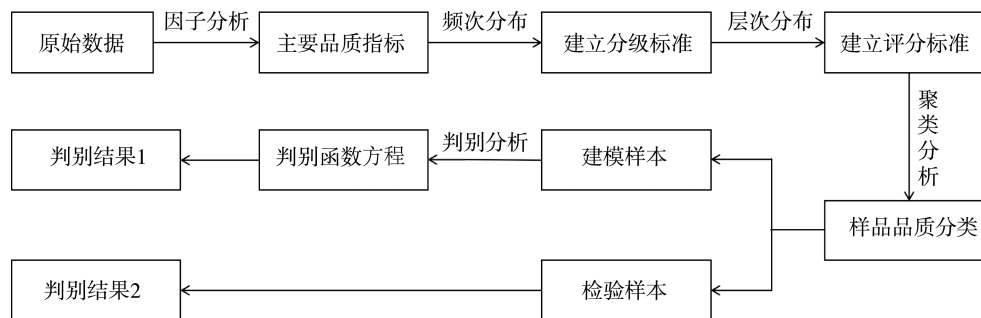 原始数据
因子分析
主要品质指标
频次分布
建立分级标准
层次分布
建立评分标准
聚类分析
判别结果1
判别函数方程
判别分析
建模样本
样品品质分类
判别结果2
检验样本